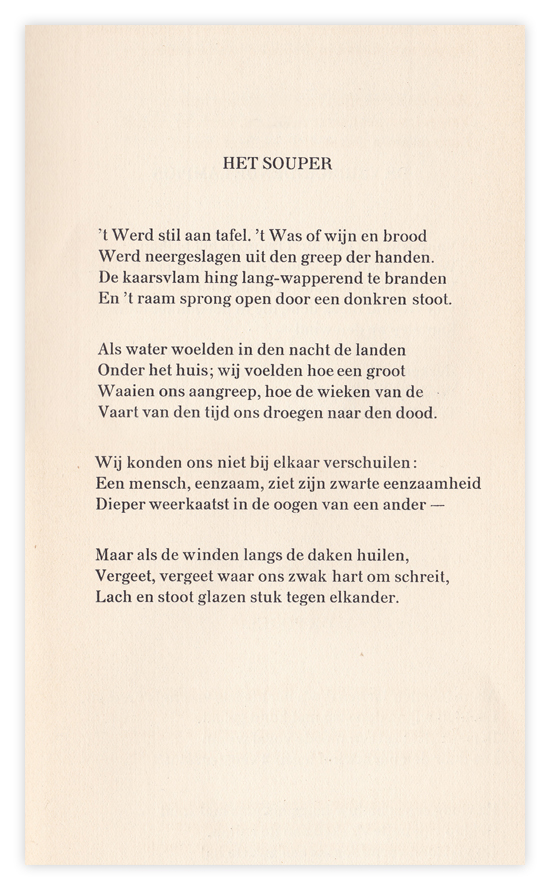 HET SOUPER
’t Werd stil aan tafel. ’t Was of wijn en brood
Werd neergeslagen uit den greep der handen.
De kaarsvlam hing lang-wapperend te branden
En ’t raam sprong open door een donkren stoot.
Als water woelden in den nacht de landen
Onder het huis; wij voelden hoe een groot
Waaien ons aangreep, hoe de wieken van de
Vaart van den tijd ons droegen naar den dood.
Wij konden ons niet bij elkaar verschuilen:
Een mensch, eenzaam, ziet zijn zwarte eenzaamheid
Dieper weerkaatst in de oogen van een ander —
Maar als de winden langs de daken huilen,
Vergeet, vergeet waar ons zwak hart om schreit,
Lach en stoot glazen stuk tegen elkander.